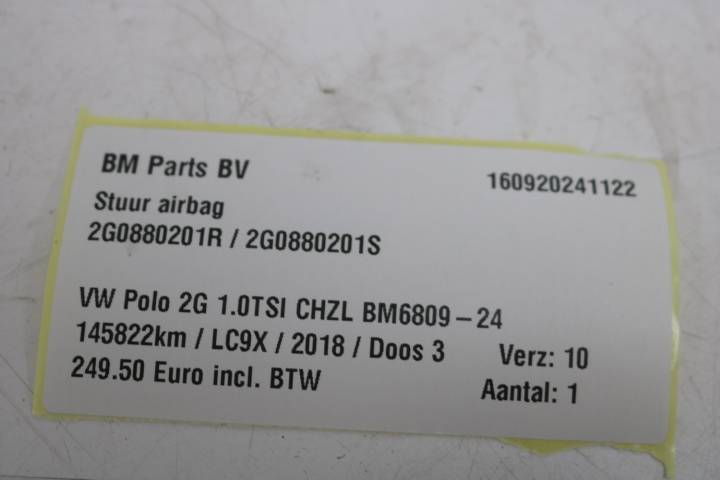 BM Parts BV 160920241122
Stuur airbag
2G0880201R / 2G0880201S
VW Polo 2G 1.0TSI CHZL BM6809-24
145822km / LC9X / 2018 / Doos 3 Verz: 10
249.50 Euro incl. BTW Aantal: 1